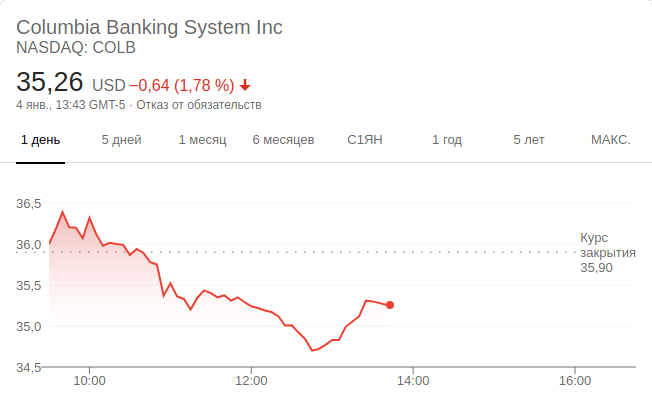 Columbia Banking System Inc
NASDAQ: COLB
35,26 USD −0,64 (1,78 %)
4 янв., 13:43 GMT-5 · Отказ от обязательств
1 день 5 дней 1 месяц 6 месяцев С1ЯН 1 год 5 лет МАКС.
36,5
36,0
35,5
35,0
34,5
Курс
закрытия
35,90
10:00 12:00 14:00 16:00